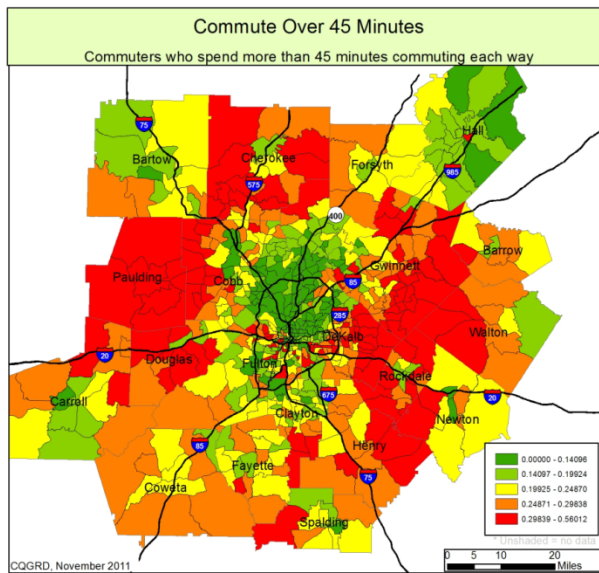 Commute Over 45 Minutes
Commuters who spend more than 45 minutes commuting each way
75
Hall
Bartow
Cherokee
Forsyth
575
985
400
Barrow
Gwinnett
Paulding
Cobb
85
285
DeKalb
Walton
20
Douglas
Fulton
Rockdale
Carroll
675
20
Clayton
Newton
85
Henry
Fayette
75
Coweta
Spalding
0.00000 - 0.14096
0.14097 - 0.19924
0.19925 - 0.24870
0.24871 - 0.29838
0.29839 - 0.56012
* Unshaded = no data
0 5 10 20
Miles
CQGRD, November 2011